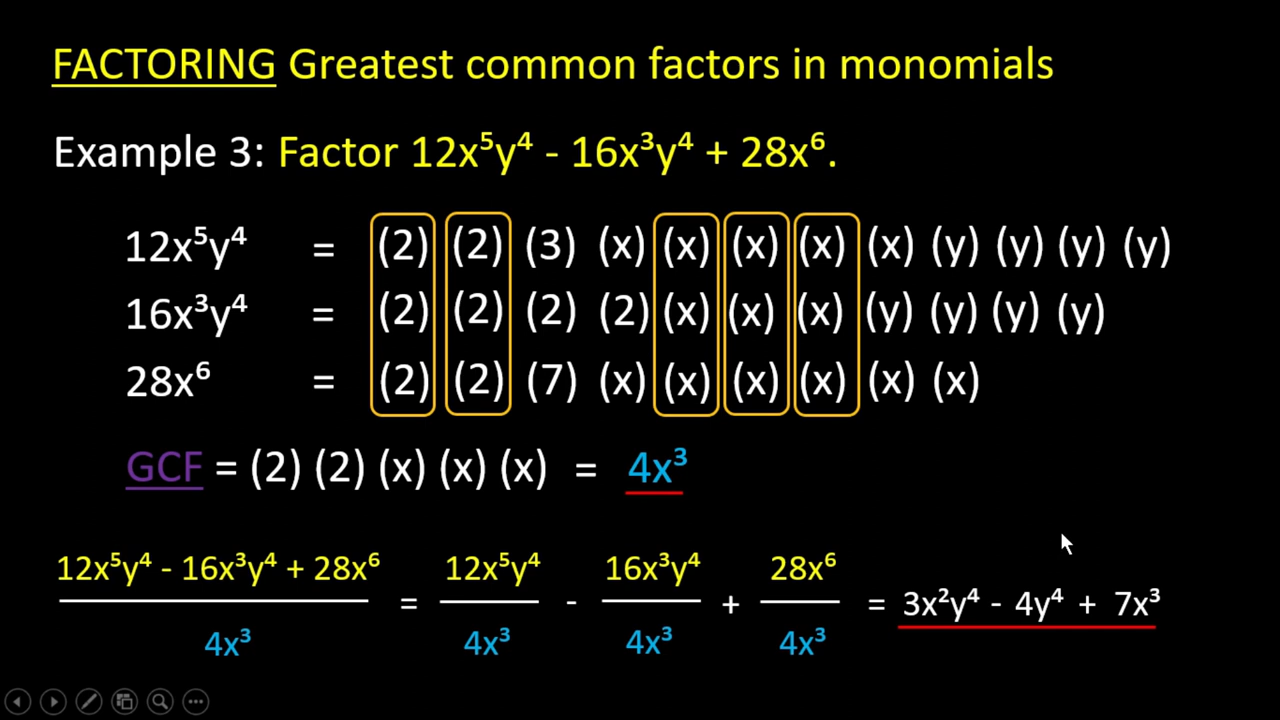 FACTORING Greatest common factors in monomials
Example 3: Factor 12x⁵y⁴ - 16x³y⁴ + 28x⁶.
12x⁵y⁴ = (2) (2) (3) (x) (x) (x) (x) (x) (y) (y) (y) (y)
16x³y⁴ = (2) (2) (2) (2) (x) (x) (x) (y) (y) (y) (y)
28x⁶ = (2) (2) (7) (x) (x) (x) (x) (x) (x)
GCF = (2) (2) (x) (x) (x) = 4x³
12x⁵y⁴ - 16x³y⁴ + 28x⁶ 12x⁵y⁴ 16x³y⁴ 28x⁶
= - + = 3x²y⁴ - 4y⁴ + 7x³
4x³ 4x³ 4x³ 4x³